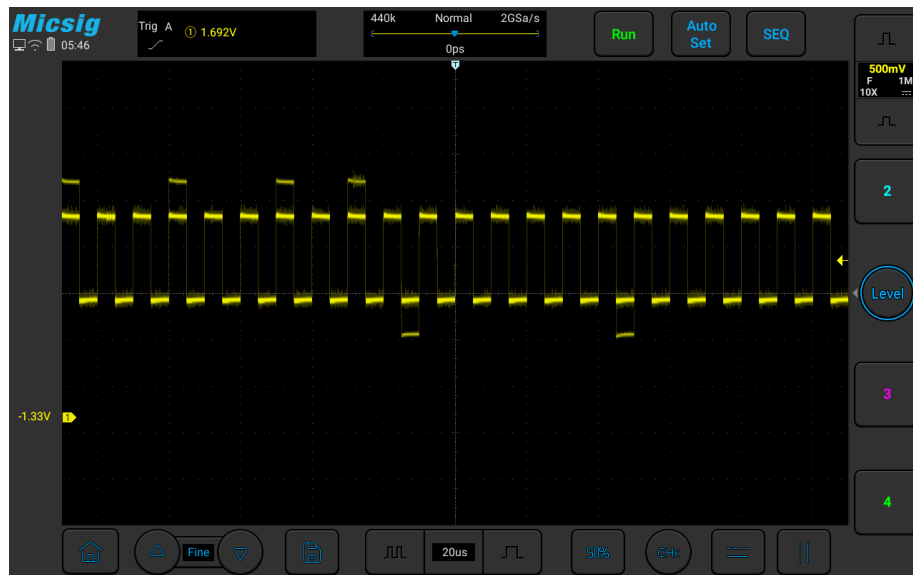 Micsig
05:46
Trig A
1 1.692V
440k Normal 2GSa/s
0ps
Run
Auto
Set
SEQ
T
500mV
F 1M
10X
2
Level
3
-1.33V
1
4
Fine
20us
50%
CHx